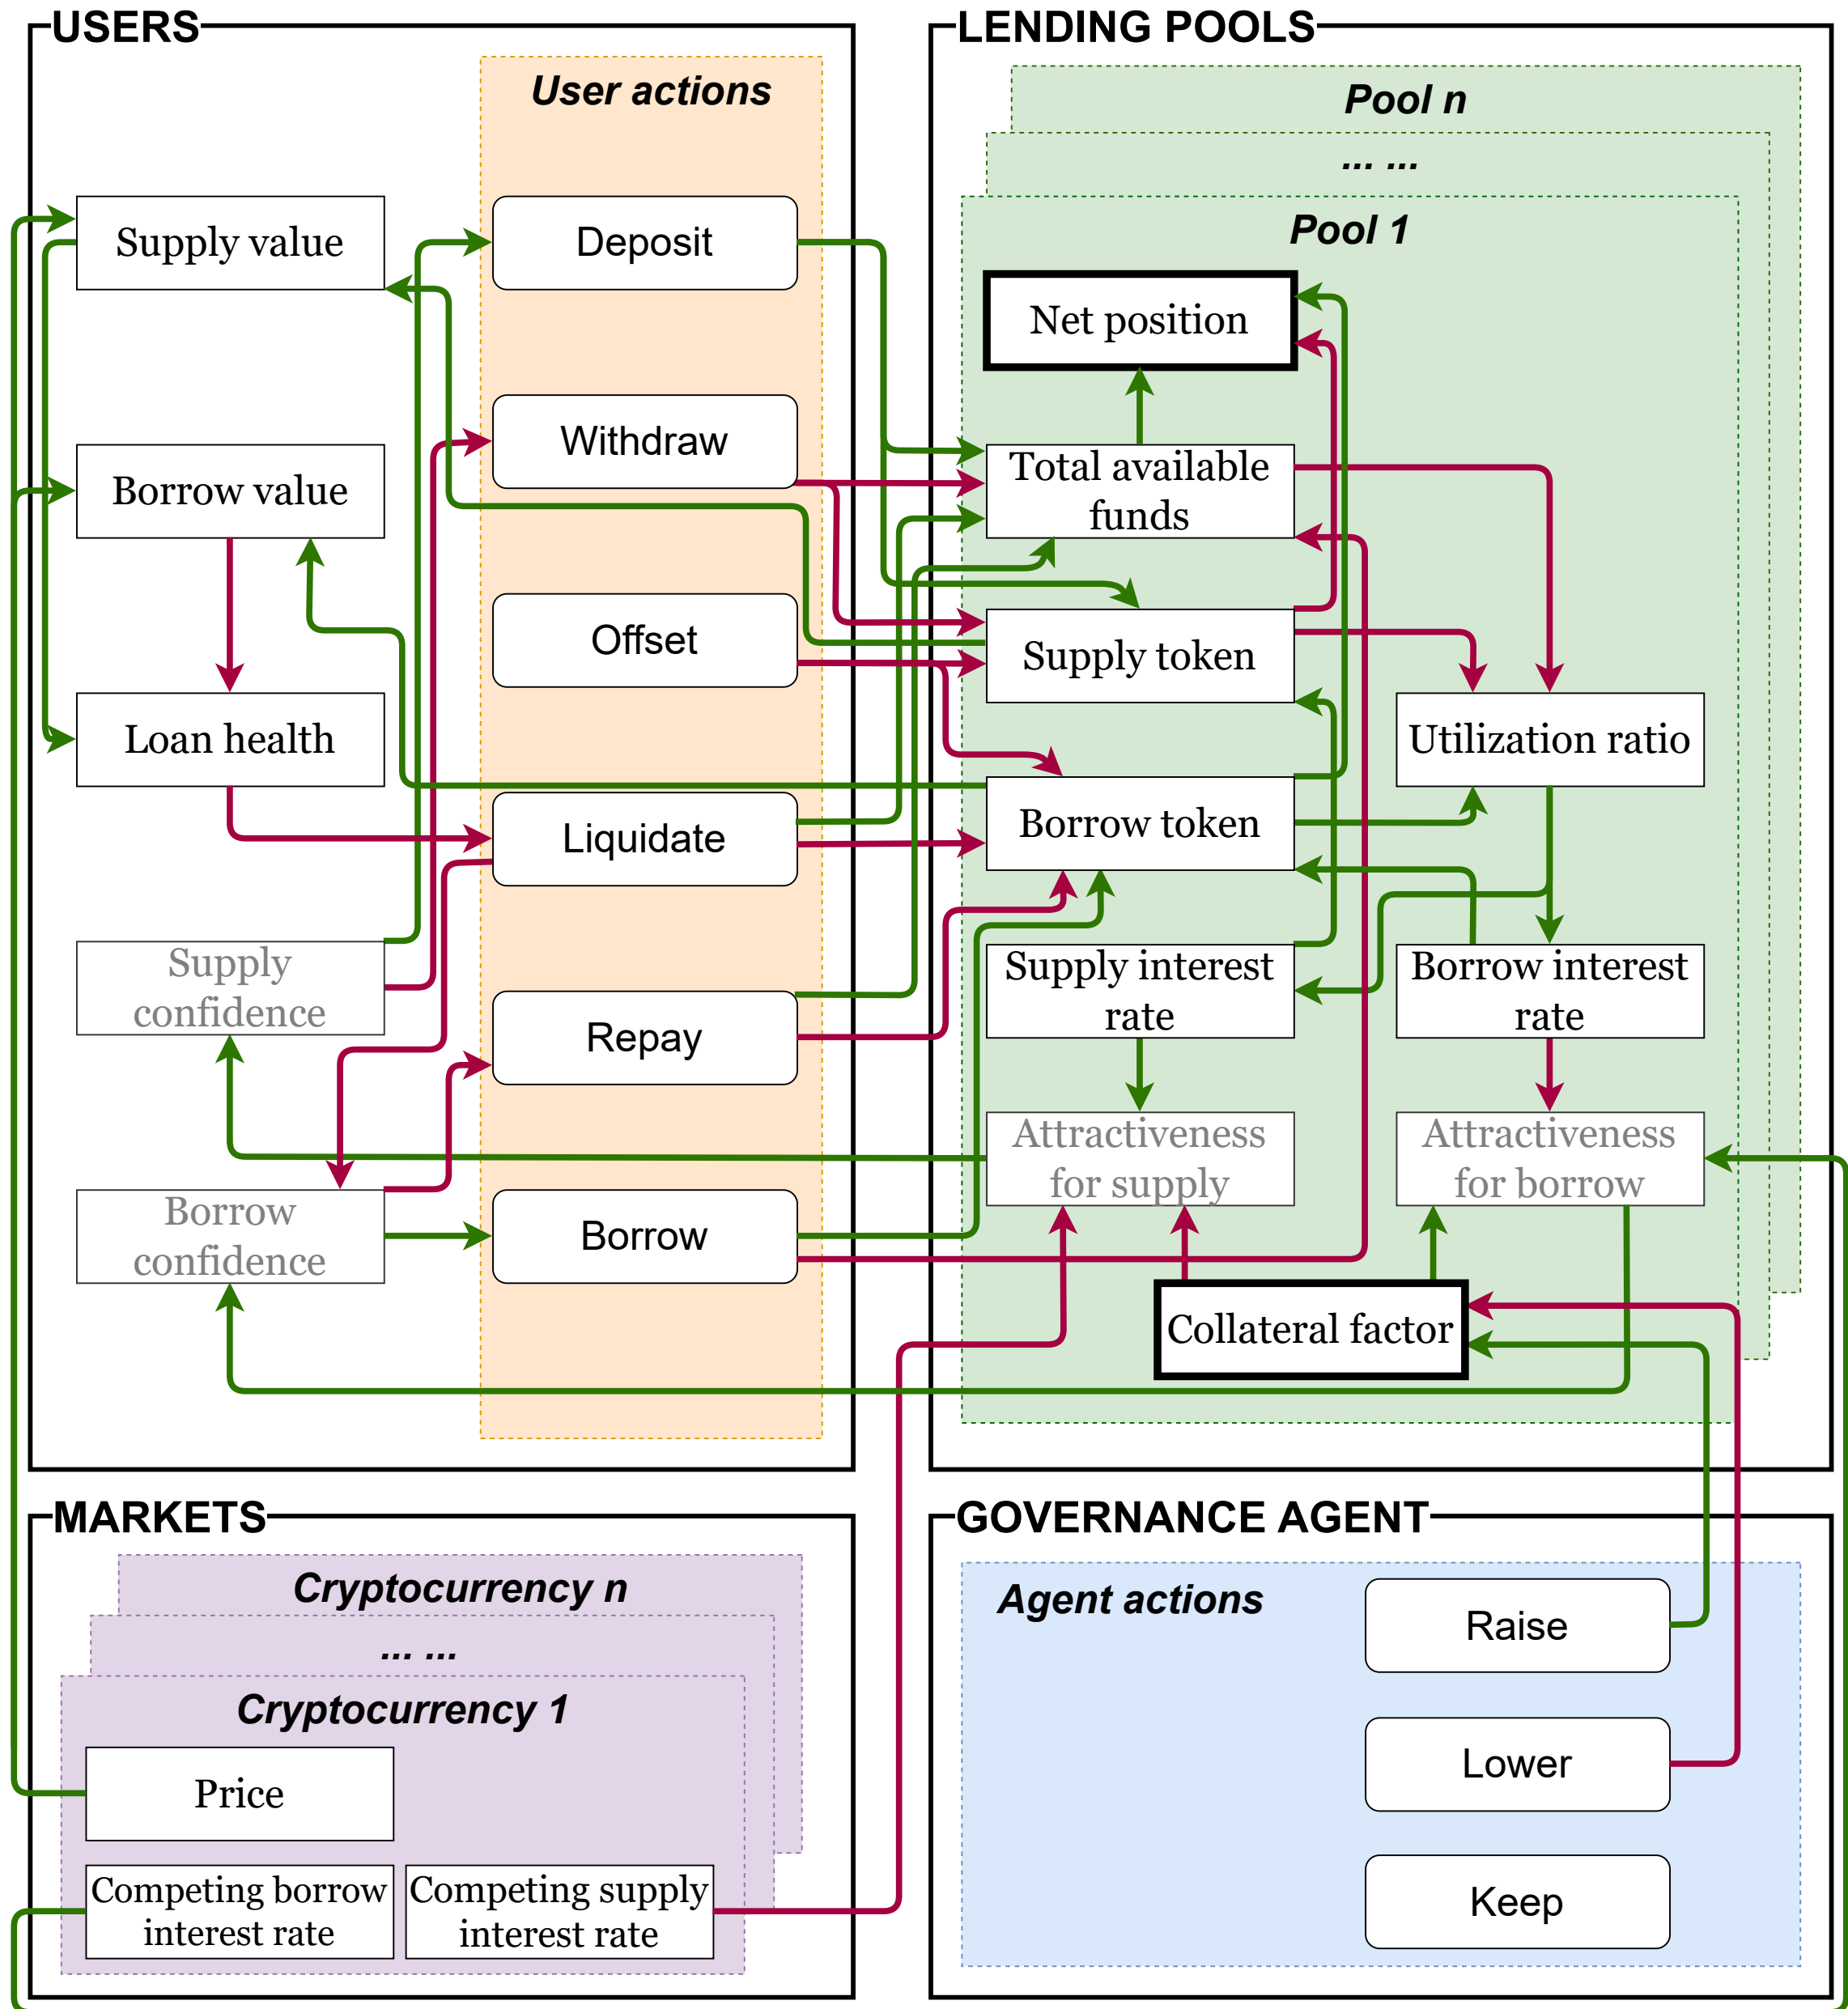 USERS
User actions
Supply value
Deposit
Withdraw
Borrow value
Offset
Loan health
Liquidate
Supply
confidence
Repay
Borrow
confidence
Borrow
LENDING POOLS
Pool n
... ...
Pool 1
Net position
Total available
funds
Supply token
Utilization ratio
Borrow token
Supply interest
rate
Borrow interest
rate
Attractiveness
for supply
Attractiveness
for borrow
Collateral factor
MARKETS
Cryptocurrency n
... ...
Cryptocurrency 1
Price
Competing borrow
interest rate
Competing supply
interest rate
GOVERNANCE AGENT
Agent actions
Raise
Lower
Keep